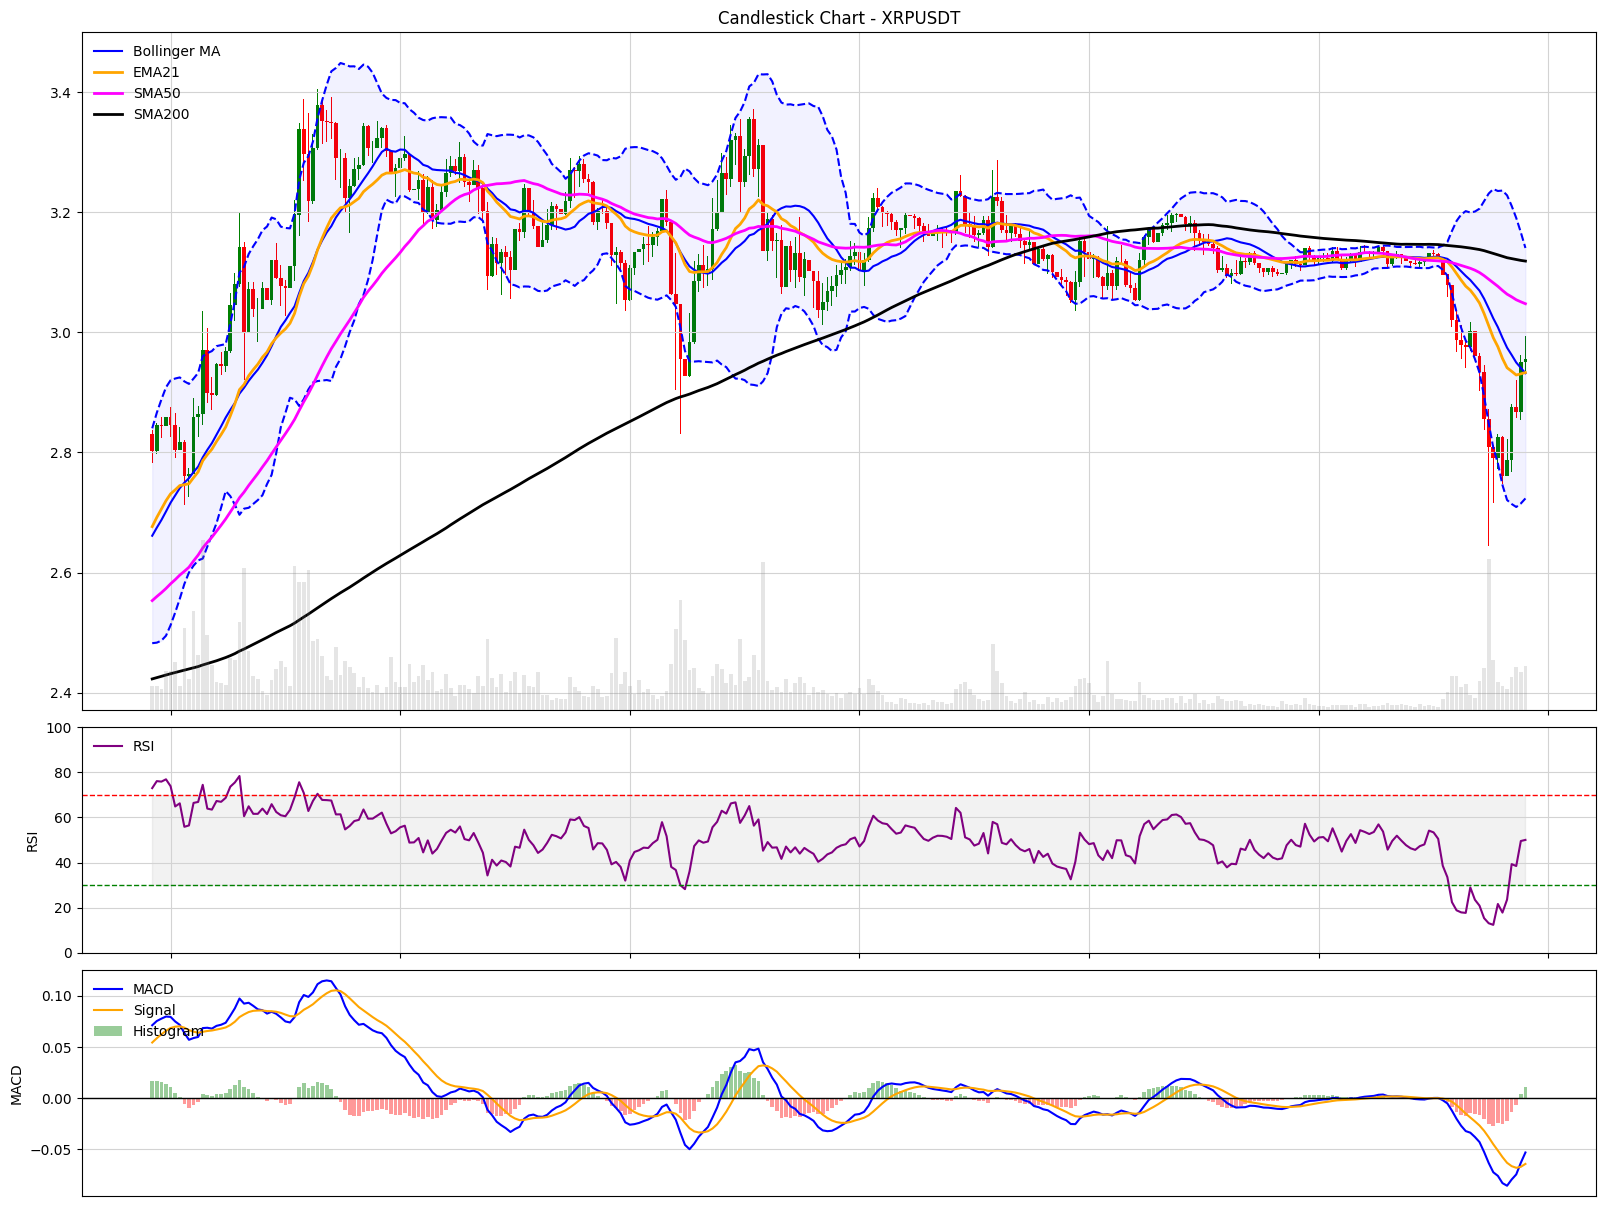 Candlestick Chart - XRPUSDT
Bollinger MA
EMA21
SMA50
SMA200
3.4
3.2
3.0
2.8
2.6
2.4
RSI
100
80
60
40
20
0
RSI
MACD
Signal
Histogram
0.10
0.05
0.00
−0.05
MACD